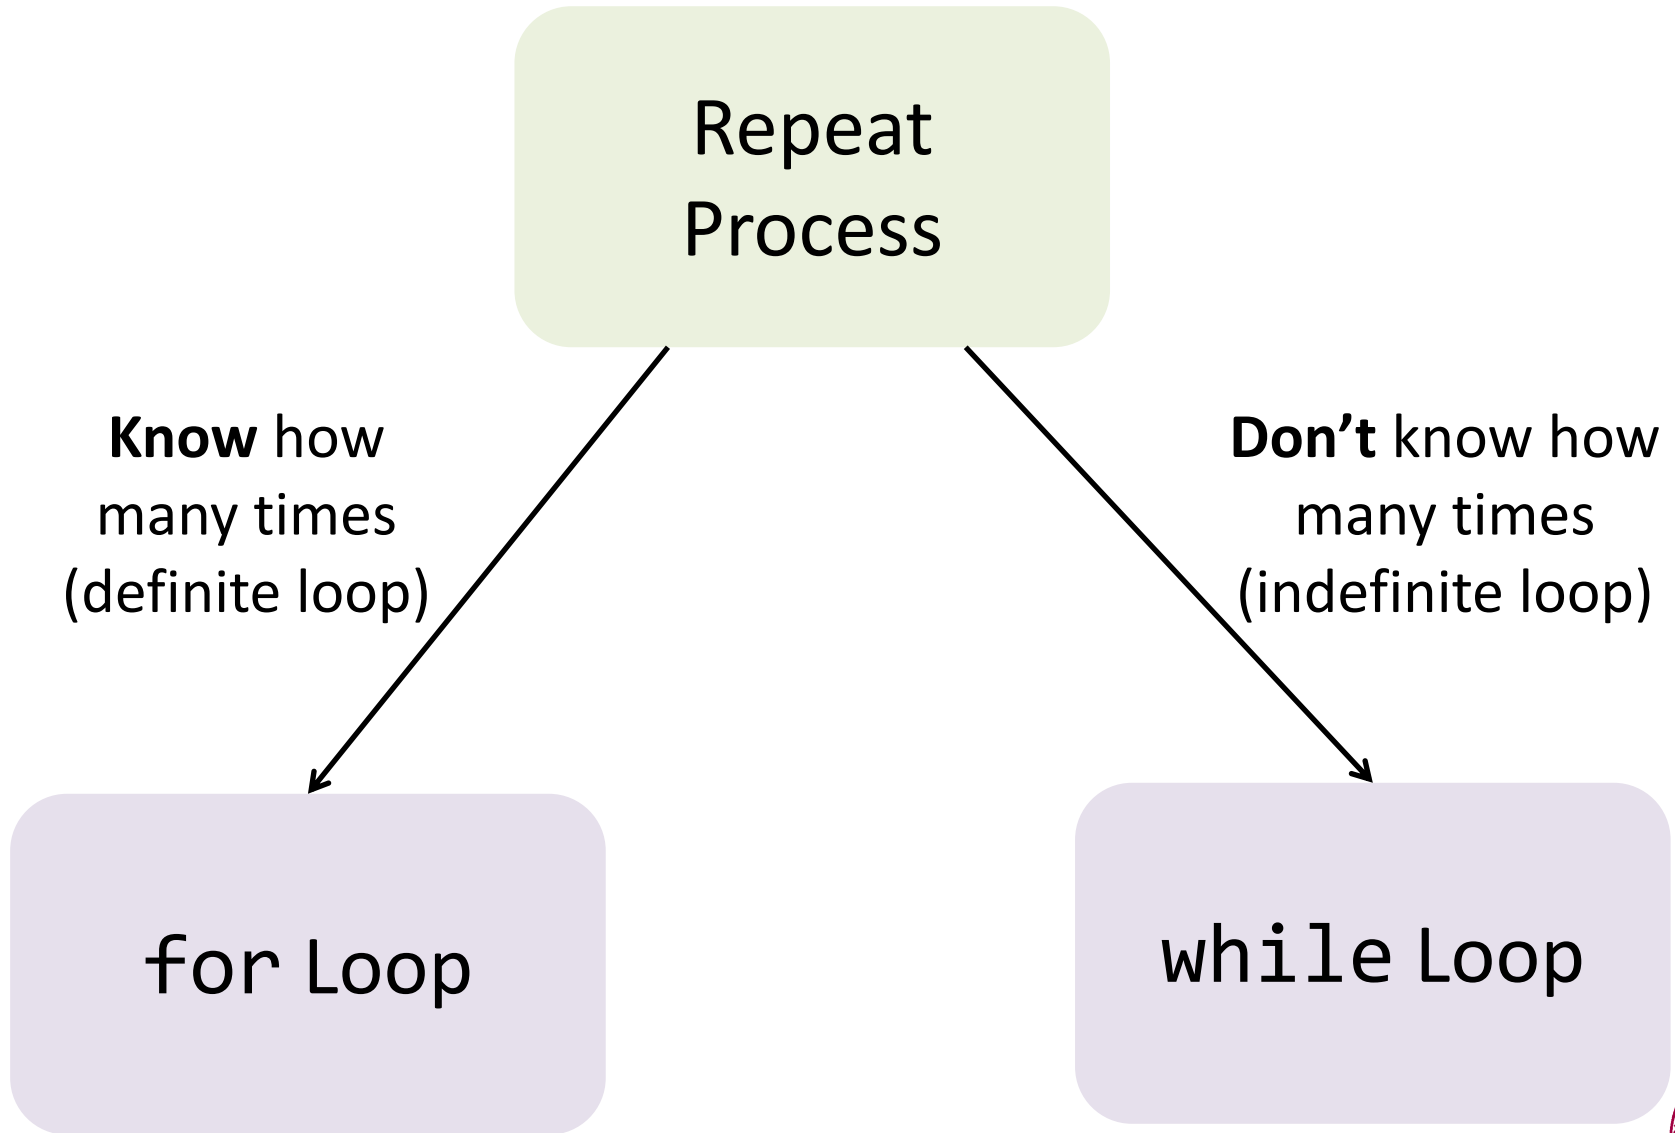 Repeat
Process
Know how
many times
(definite loop)
Don’t know how
many times
(indefinite loop)
for Loop
while Loop